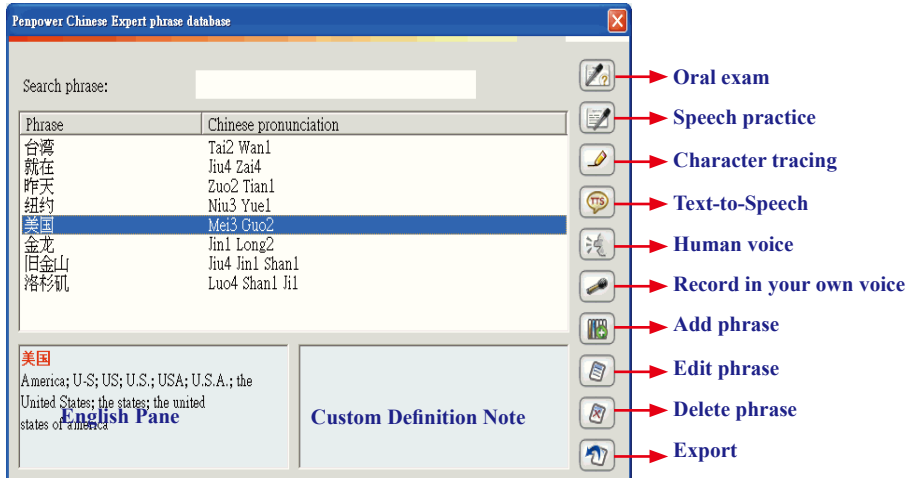 Penpower Chinese Expert phrase database
Search phrase:
Phrase Chinese pronunciation
台湾 Tai2 Wan1
就在 Jiu4 Zai4
昨天 Zuo2 Tian1
纽约 Niu3 Yue1
美国 Mei3 Guo2
金龙 Jin1 Long2
旧金山 Jiu4 Jin1 Shan1
洛杉矶 Luo4 Shan1 Ji1
美国
America; U-S; US; U.S.; USA; U.S.A.; the
United States; the states; the united
states of america
English Pane
Custom Definition Note
Oral exam
Speech practice
Character tracing
TTS
Text-to-Speech
Human voice
Record in your own voice
Add phrase
Edit phrase
Delete phrase
Export